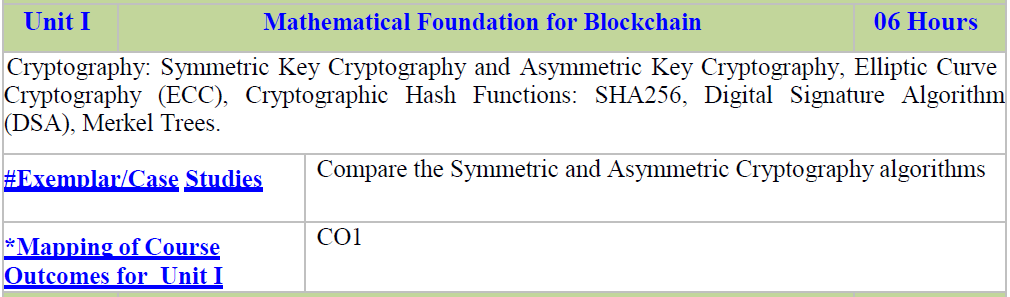 Unit I Mathematical Foundation for Blockchain 06 Hours
Cryptography: Symmetric Key Cryptography and Asymmetric Key Cryptography, Elliptic Curve
Cryptography (ECC), Cryptographic Hash Functions: SHA256, Digital Signature Algorithm
(DSA), Merkel Trees.
#Exemplar/Case Studies Compare the Symmetric and Asymmetric Cryptography algorithms
*Mapping of Course CO1
Outcomes for Unit I